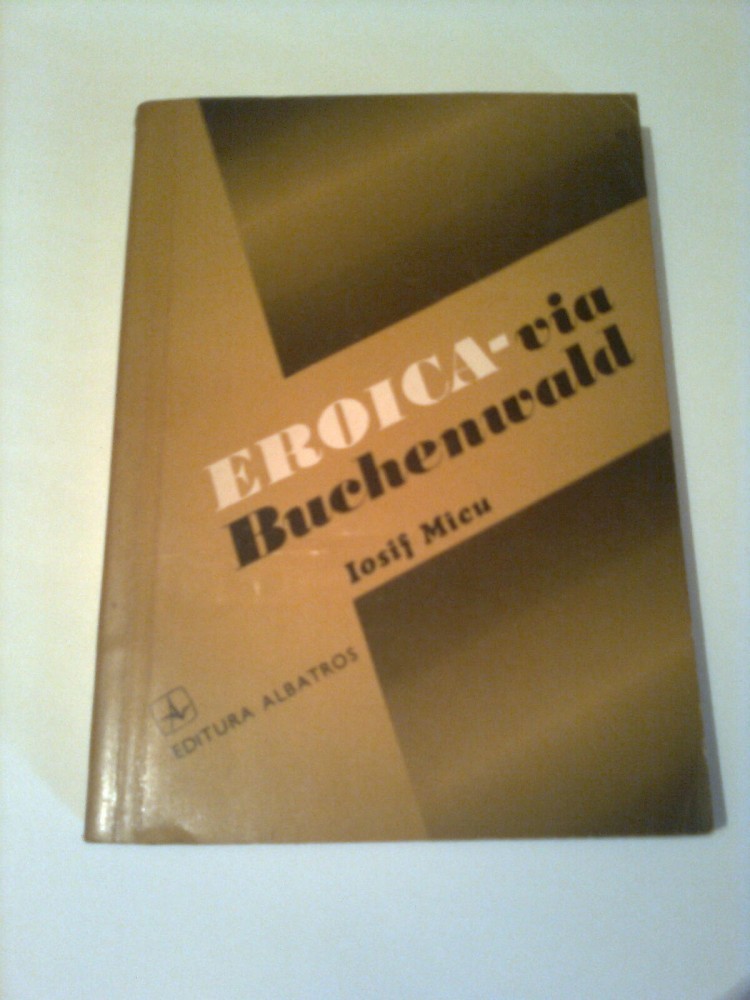 EROICA-via
Buchenwald
Iosif Micu
EDITURA ALBATROS